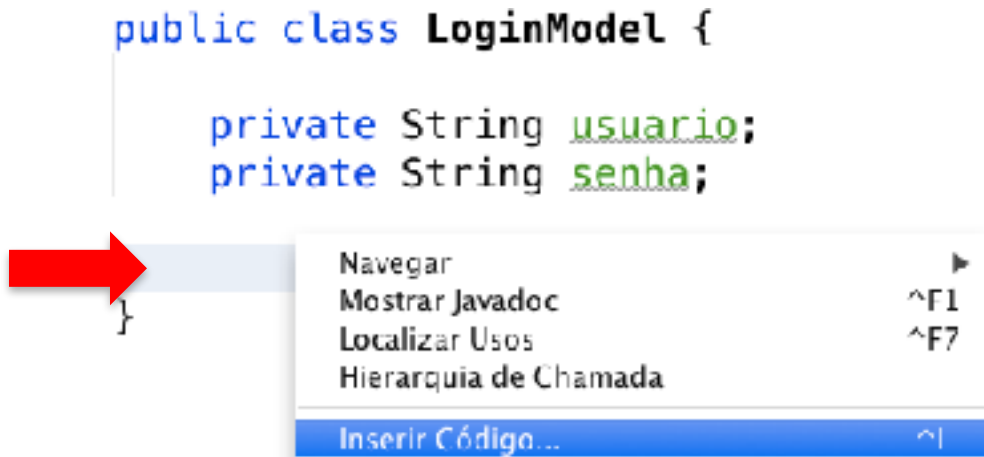 public class LoginModel {
private String usuario;
private String senha;
Navegar
Mostrar Javadoc ^F1
Localizar Usos ^F7
Hierarquia de Chamada
}
Inserir Código... ^I